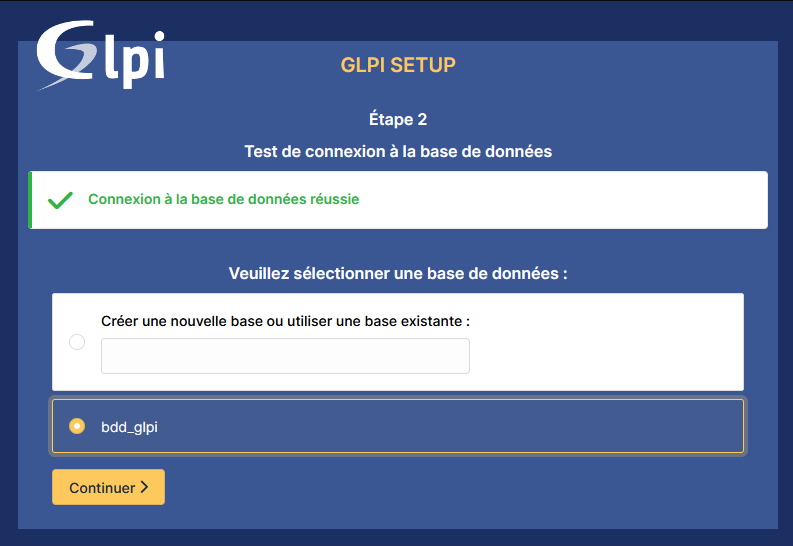 Glpi
GLPI SETUP
Étape 2
Test de connexion à la base de données
Connexion à la base de données réussie
Veuillez sélectionner une base de données :
Créer une nouvelle base ou utiliser une base existante :
bdd_glpi
Continuer